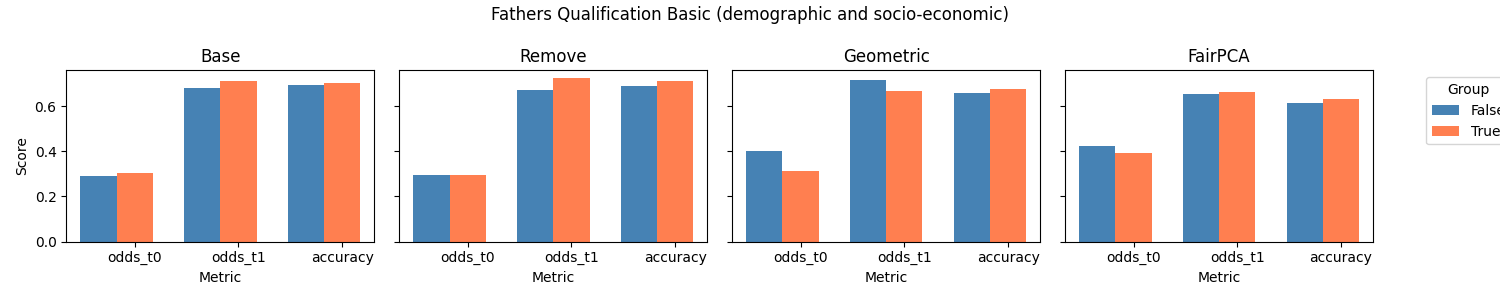 Fathers Qualification Basic (demographic and socio-economic)
Base
Remove
Geometric
FairPCA
Score
0.6
0.4
0.2
0.0
odds_t0 odds_t1 accuracy
odds_t0 odds_t1 accuracy
odds_t0 odds_t1 accuracy
odds_t0 odds_t1 accuracy
Metric
Metric
Metric
Metric
Group
False
True